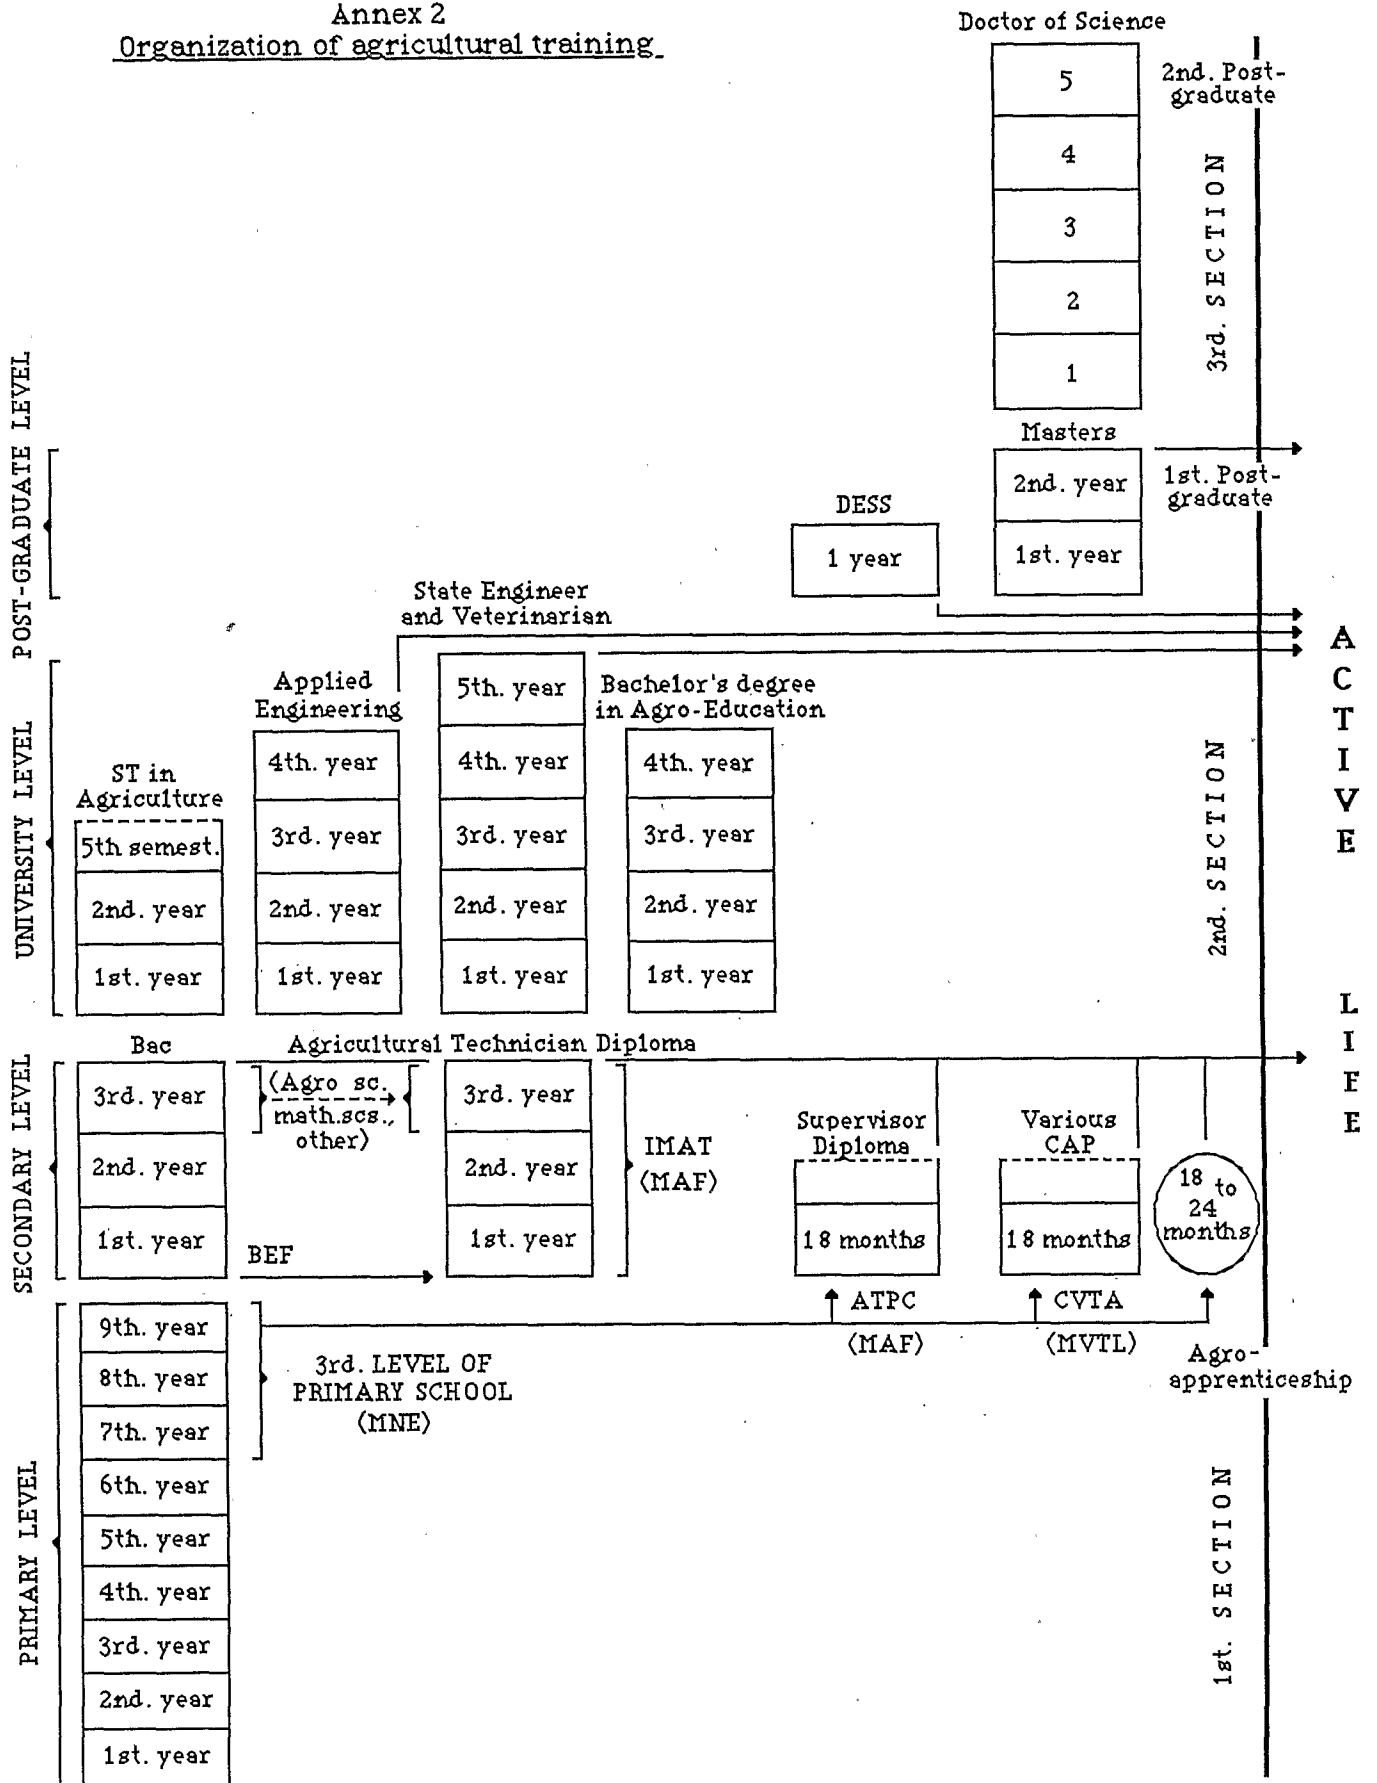 Annex 2
Organization of agricultural training
Doctor of Science
5
4
3
2
1
2nd. Post-
graduate
3rd. SECTION
Masters
2nd. year
1st. year
1st. Post-
graduate
DESS
1 year
POST-GRADUATE LEVEL
State Engineer
and Veterinarian
5th. year
4th. year
3rd. year
2nd. year
1st. year
Applied
Engineering
4th. year
3rd. year
2nd. year
1st. year
Bachelor's degree
in Agro-Education
4th. year
3rd. year
2nd. year
1st. year
ST in
Agriculture
5th semest.
2nd. year
1st. year
UNIVERSITY LEVEL
2nd. SECTION
ACTIVE
LIFE
Bac
3rd. year
2nd. year
1st. year
(Agro sc.
math.scs.,
other)
BEF
Agricultural Technician Diploma
3rd. year
2nd. year
1st. year
IMAT
(MAF)
Supervisor
Diploma
18 months
Various
CAP
18 months
18 to
24
months
SECONDARY LEVEL
ATPC
(MAF)
CVTA
(MVTL)
Agro-
apprenticeship
9th. year
8th. year
7th. year
6th. year
5th. year
4th. year
3rd. year
2nd. year
1st. year
3rd. LEVEL OF
PRIMARY SCHOOL
(MNE)
PRIMARY LEVEL
1st. SECTION